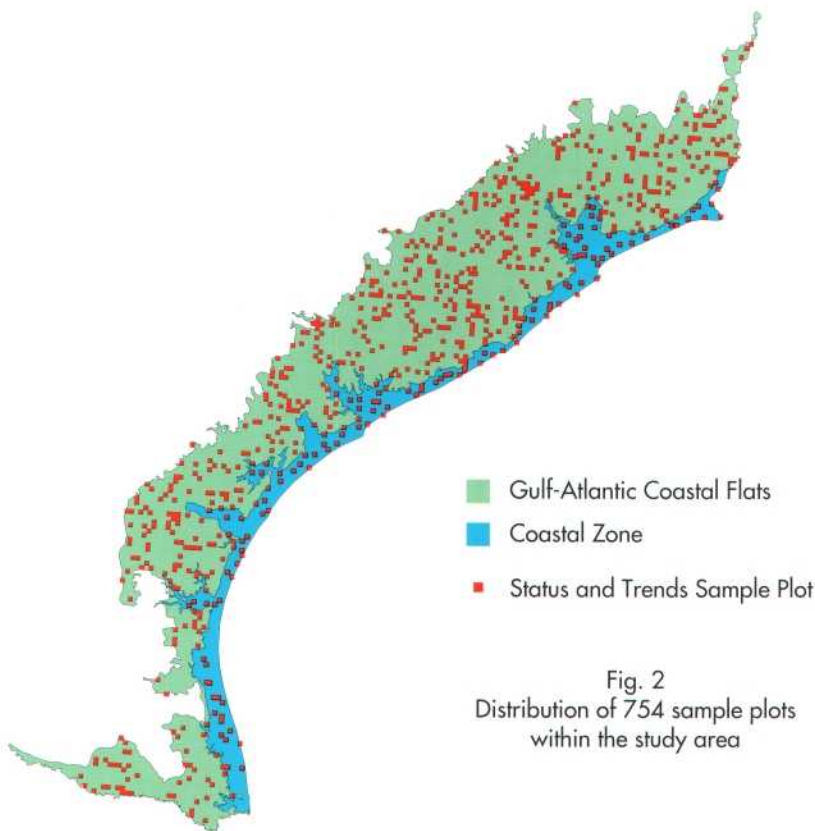 Gulf-Atlantic Coastal Flats
Coastal Zone
Status and Trends Sample Plot
Fig. 2
Distribution of 754 sample plots
within the study area